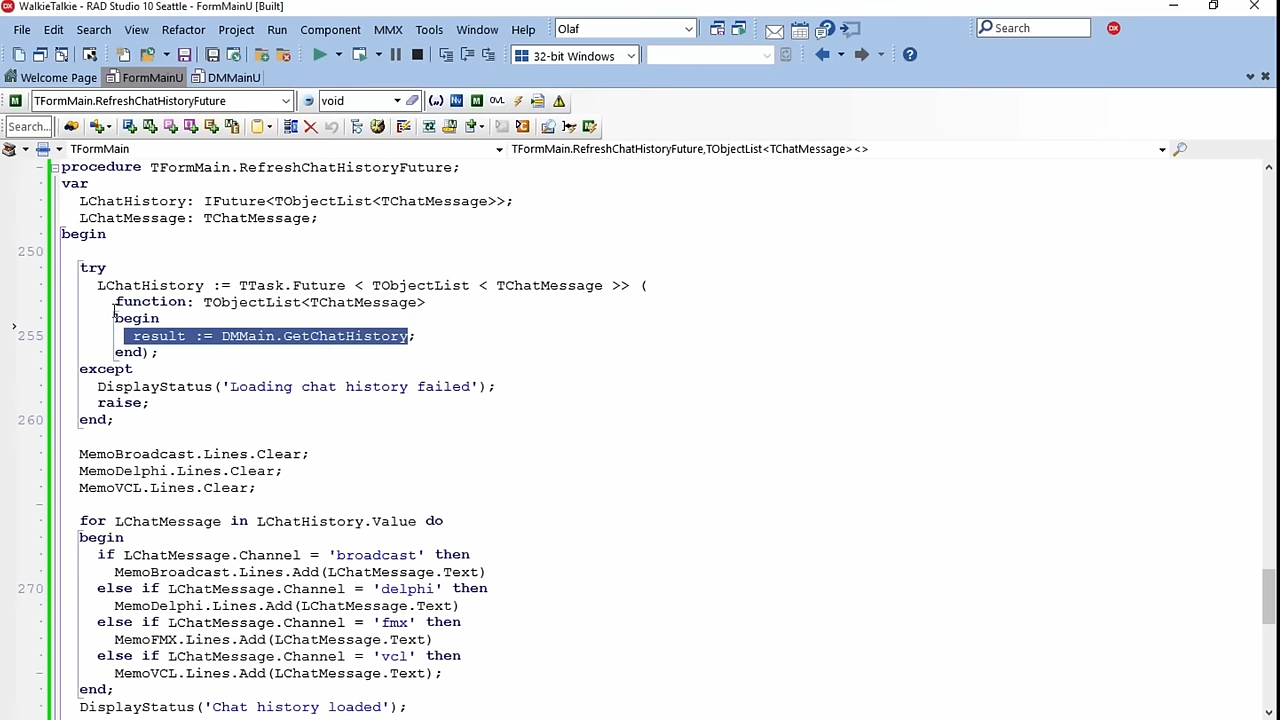 WalkieTalkie - RAD Studio 10 Seattle - FormMainU [Built]
File Edit Search View Refactor Project Run Component MMX Tools Window Help Olaf Search
32-bit Windows
Welcome Page FormMainU DMMainU
TFormMain.RefreshChatHistoryFuture void OVL
Search...
TFormMain TFormMain.RefreshChatHistoryFuture,TObjectList<TChatMessage><>
procedure TFormMain.RefreshChatHistoryFuture;
var
LChatHistory: IFuture<TObjectList<TChatMessage>>;
LChatMessage: TChatMessage;
begin
250
try
LChatHistory := TTask.Future < TObjectList < TChatMessage >> (
function: TObjectList<TChatMessage>
begin
255 result := DMMain.GetChatHistory;
end);
except
DisplayStatus('Loading chat history failed');
raise;
260 end;
MemoBroadcast.Lines.Clear;
MemoDelphi.Lines.Clear;
MemoVCL.Lines.Clear;
for LChatMessage in LChatHistory.Value do
begin
if LChatMessage.Channel = 'broadcast' then
MemoBroadcast.Lines.Add(LChatMessage.Text)
270 else if LChatMessage.Channel = 'delphi' then
MemoDelphi.Lines.Add(LChatMessage.Text)
else if LChatMessage.Channel = 'fmx' then
MemoFMX.Lines.Add(LChatMessage.Text)
else if LChatMessage.Channel = 'vcl' then
MemoVCL.Lines.Add(LChatMessage.Text);
end;
DisplayStatus('Chat history loaded');